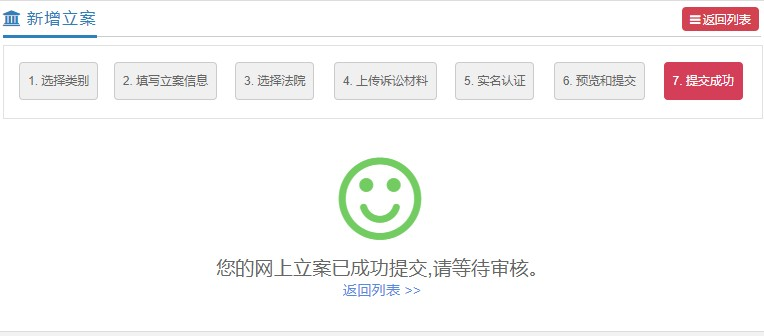 新增立案
返回列表
1. 选择类别
2. 填写立案信息
3. 选择法院
4. 上传诉讼材料
5. 实名认证
6. 预览和提交
7. 提交成功
您的网上立案已成功提交,请等待审核。
返回列表 >>